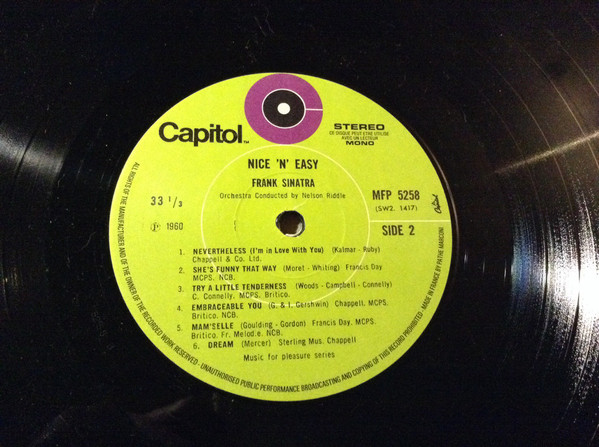 Capitol™
STEREO
CE DISQUE PEUT ETRE UTILISE
AVEC UN LECTEUR
MONO
NICE 'N' EASY
FRANK SINATRA
Orchestra Conducted by Nelson Riddle
33 1/3
MFP 5258
(SW2. 1417)
℗ 1960
SIDE 2
1. NEVERTHELESS (I'm in Love With You) (Kalmar - Ruby)
Chappell & Co. Ltd.
2. SHE'S FUNNY THAT WAY (Moret - Whiting) Francis Day
MCPS. NCB.
3. TRY A LITTLE TENDERNESS (Woods - Campbell - Connelly)
C. Connelly. MCPS. Britico.
4. EMBRACEABLE YOU (G. & I. Gershwin) Chappell. MCPS.
Britico. NCB.
5. MAM'SELLE (Goulding - Gordon) Francis Day. MCPS.
Britico. Fr. Melod.e. NCB.
6. DREAM (Mercer) Sterling Mus. Chappell
Music for pleasure series
ALL RIGHTS OF THE MANUFACTURER AND OF THE OWNER OF THE RECORDED WORK RESERVED - UNAUTHORISED PUBLIC PERFORMANCE BROADCASTING AND COPYING OF THIS RECORD PROHIBITED - MADE IN FRANCE BY PATHE MARCONI
Capitol